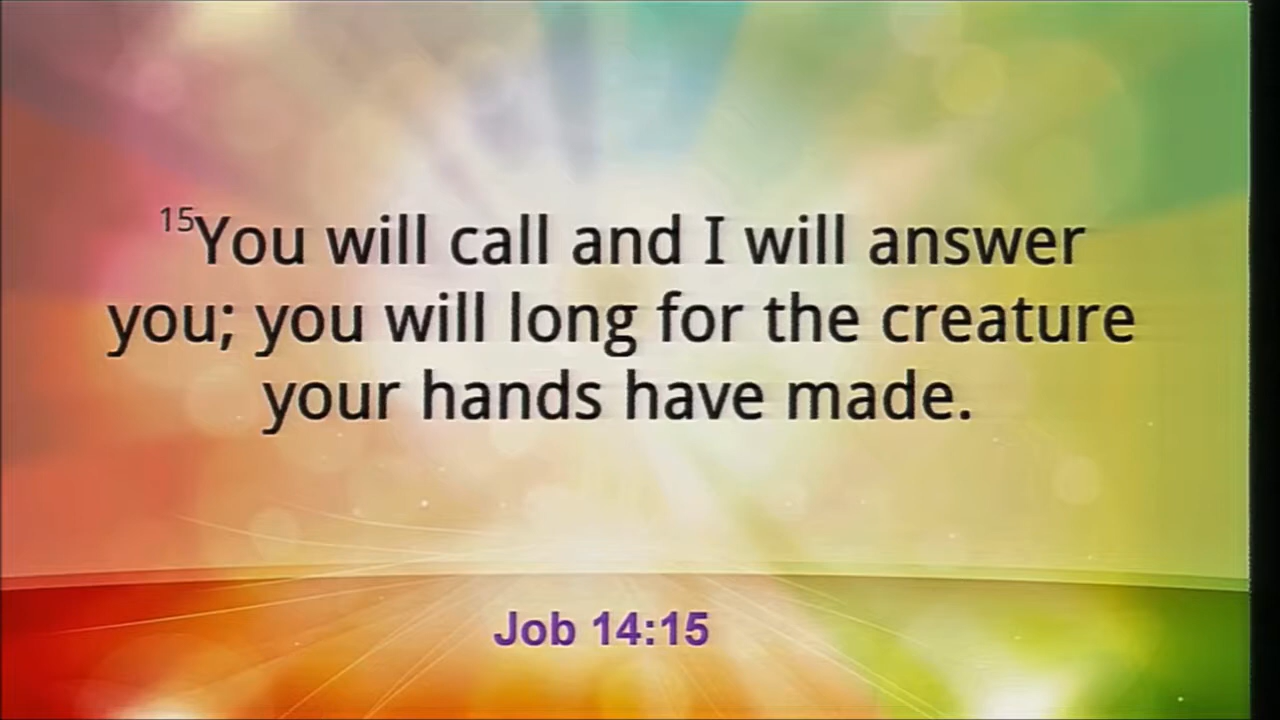 15You will call and I will answer
you; you will long for the creature
your hands have made.
Job 14:15